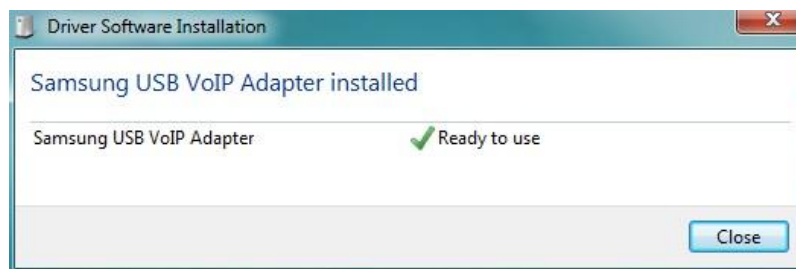 Driver Software Installation
Samsung USB VoIP Adapter installed
Samsung USB VoIP Adapter Ready to use
Close